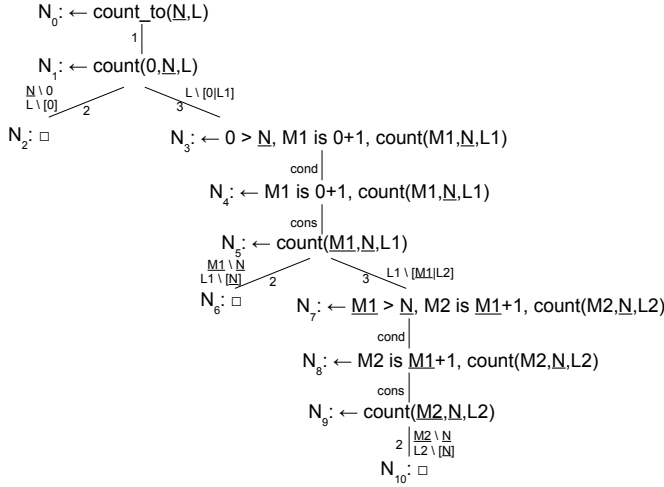 N0: ← count_to(N,L)
1
N1: ← count(0,N,L)
N \ 0
L \ [0]
2
3
L \ [0|L1]
N2: □
N3: ← 0 > N, M1 is 0+1, count(M1,N,L1)
cond
N4: ← M1 is 0+1, count(M1,N,L1)
cons
N5: ← count(M1,N,L1)
M1 \ N
L1 \ [N]
2
3
L1 \ [M1|L2]
N6: □
N7: ← M1 > N, M2 is M1+1, count(M2,N,L2)
cond
N8: ← M2 is M1+1, count(M2,N,L2)
cons
N9: ← count(M2,N,L2)
2
M2 \ N
L2 \ [N]
N10: □